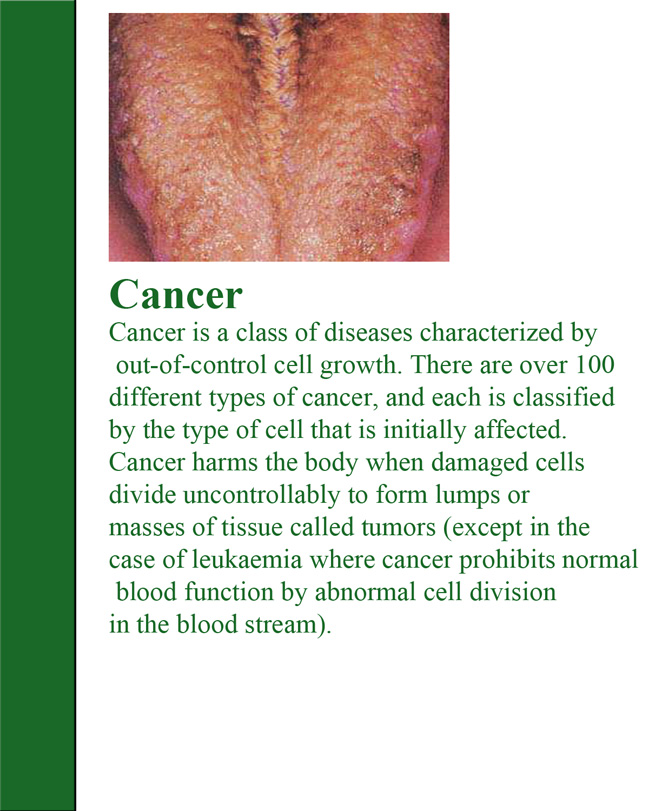 Cancer
Cancer is a class of diseases characterized by
out-of-control cell growth. There are over 100
different types of cancer, and each is classified
by the type of cell that is initially affected.
Cancer harms the body when damaged cells
divide uncontrollably to form lumps or
masses of tissue called tumors (except in the
case of leukaemia where cancer prohibits normal
blood function by abnormal cell division
in the blood stream).